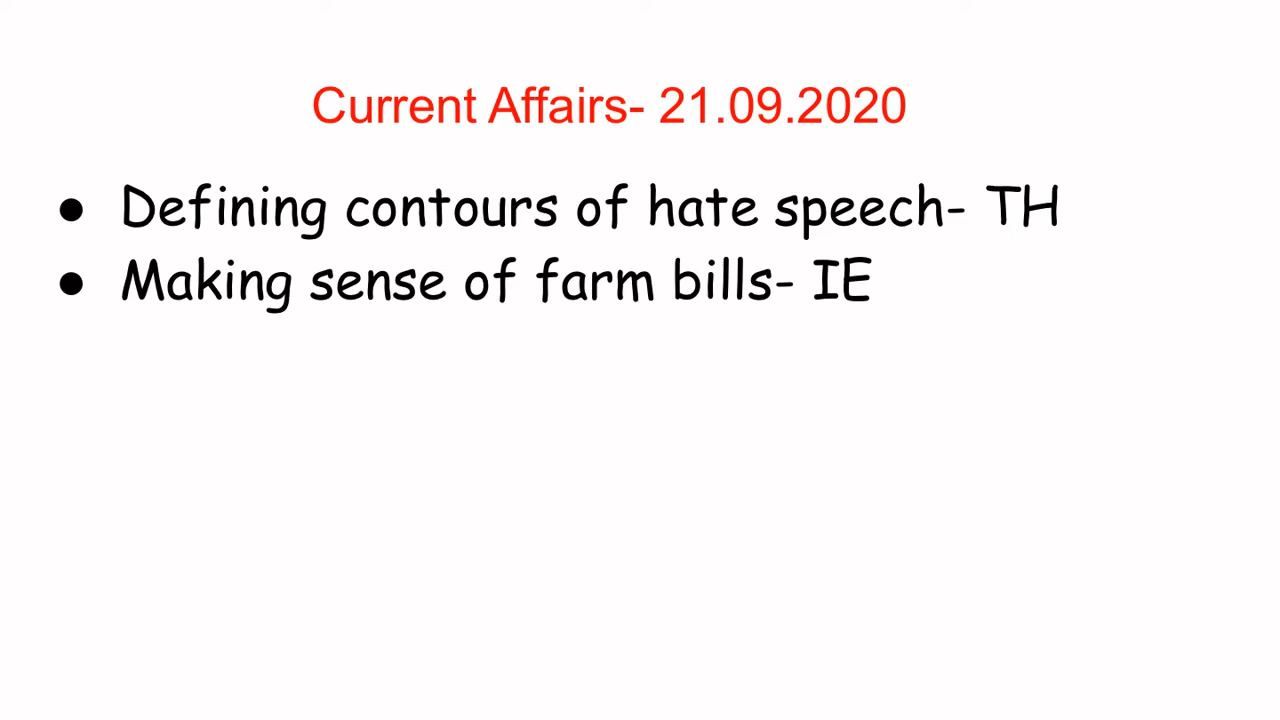 Current Affairs- 21.09.2020
● Defining contours of hate speech- TH
● Making sense of farm bills- IE